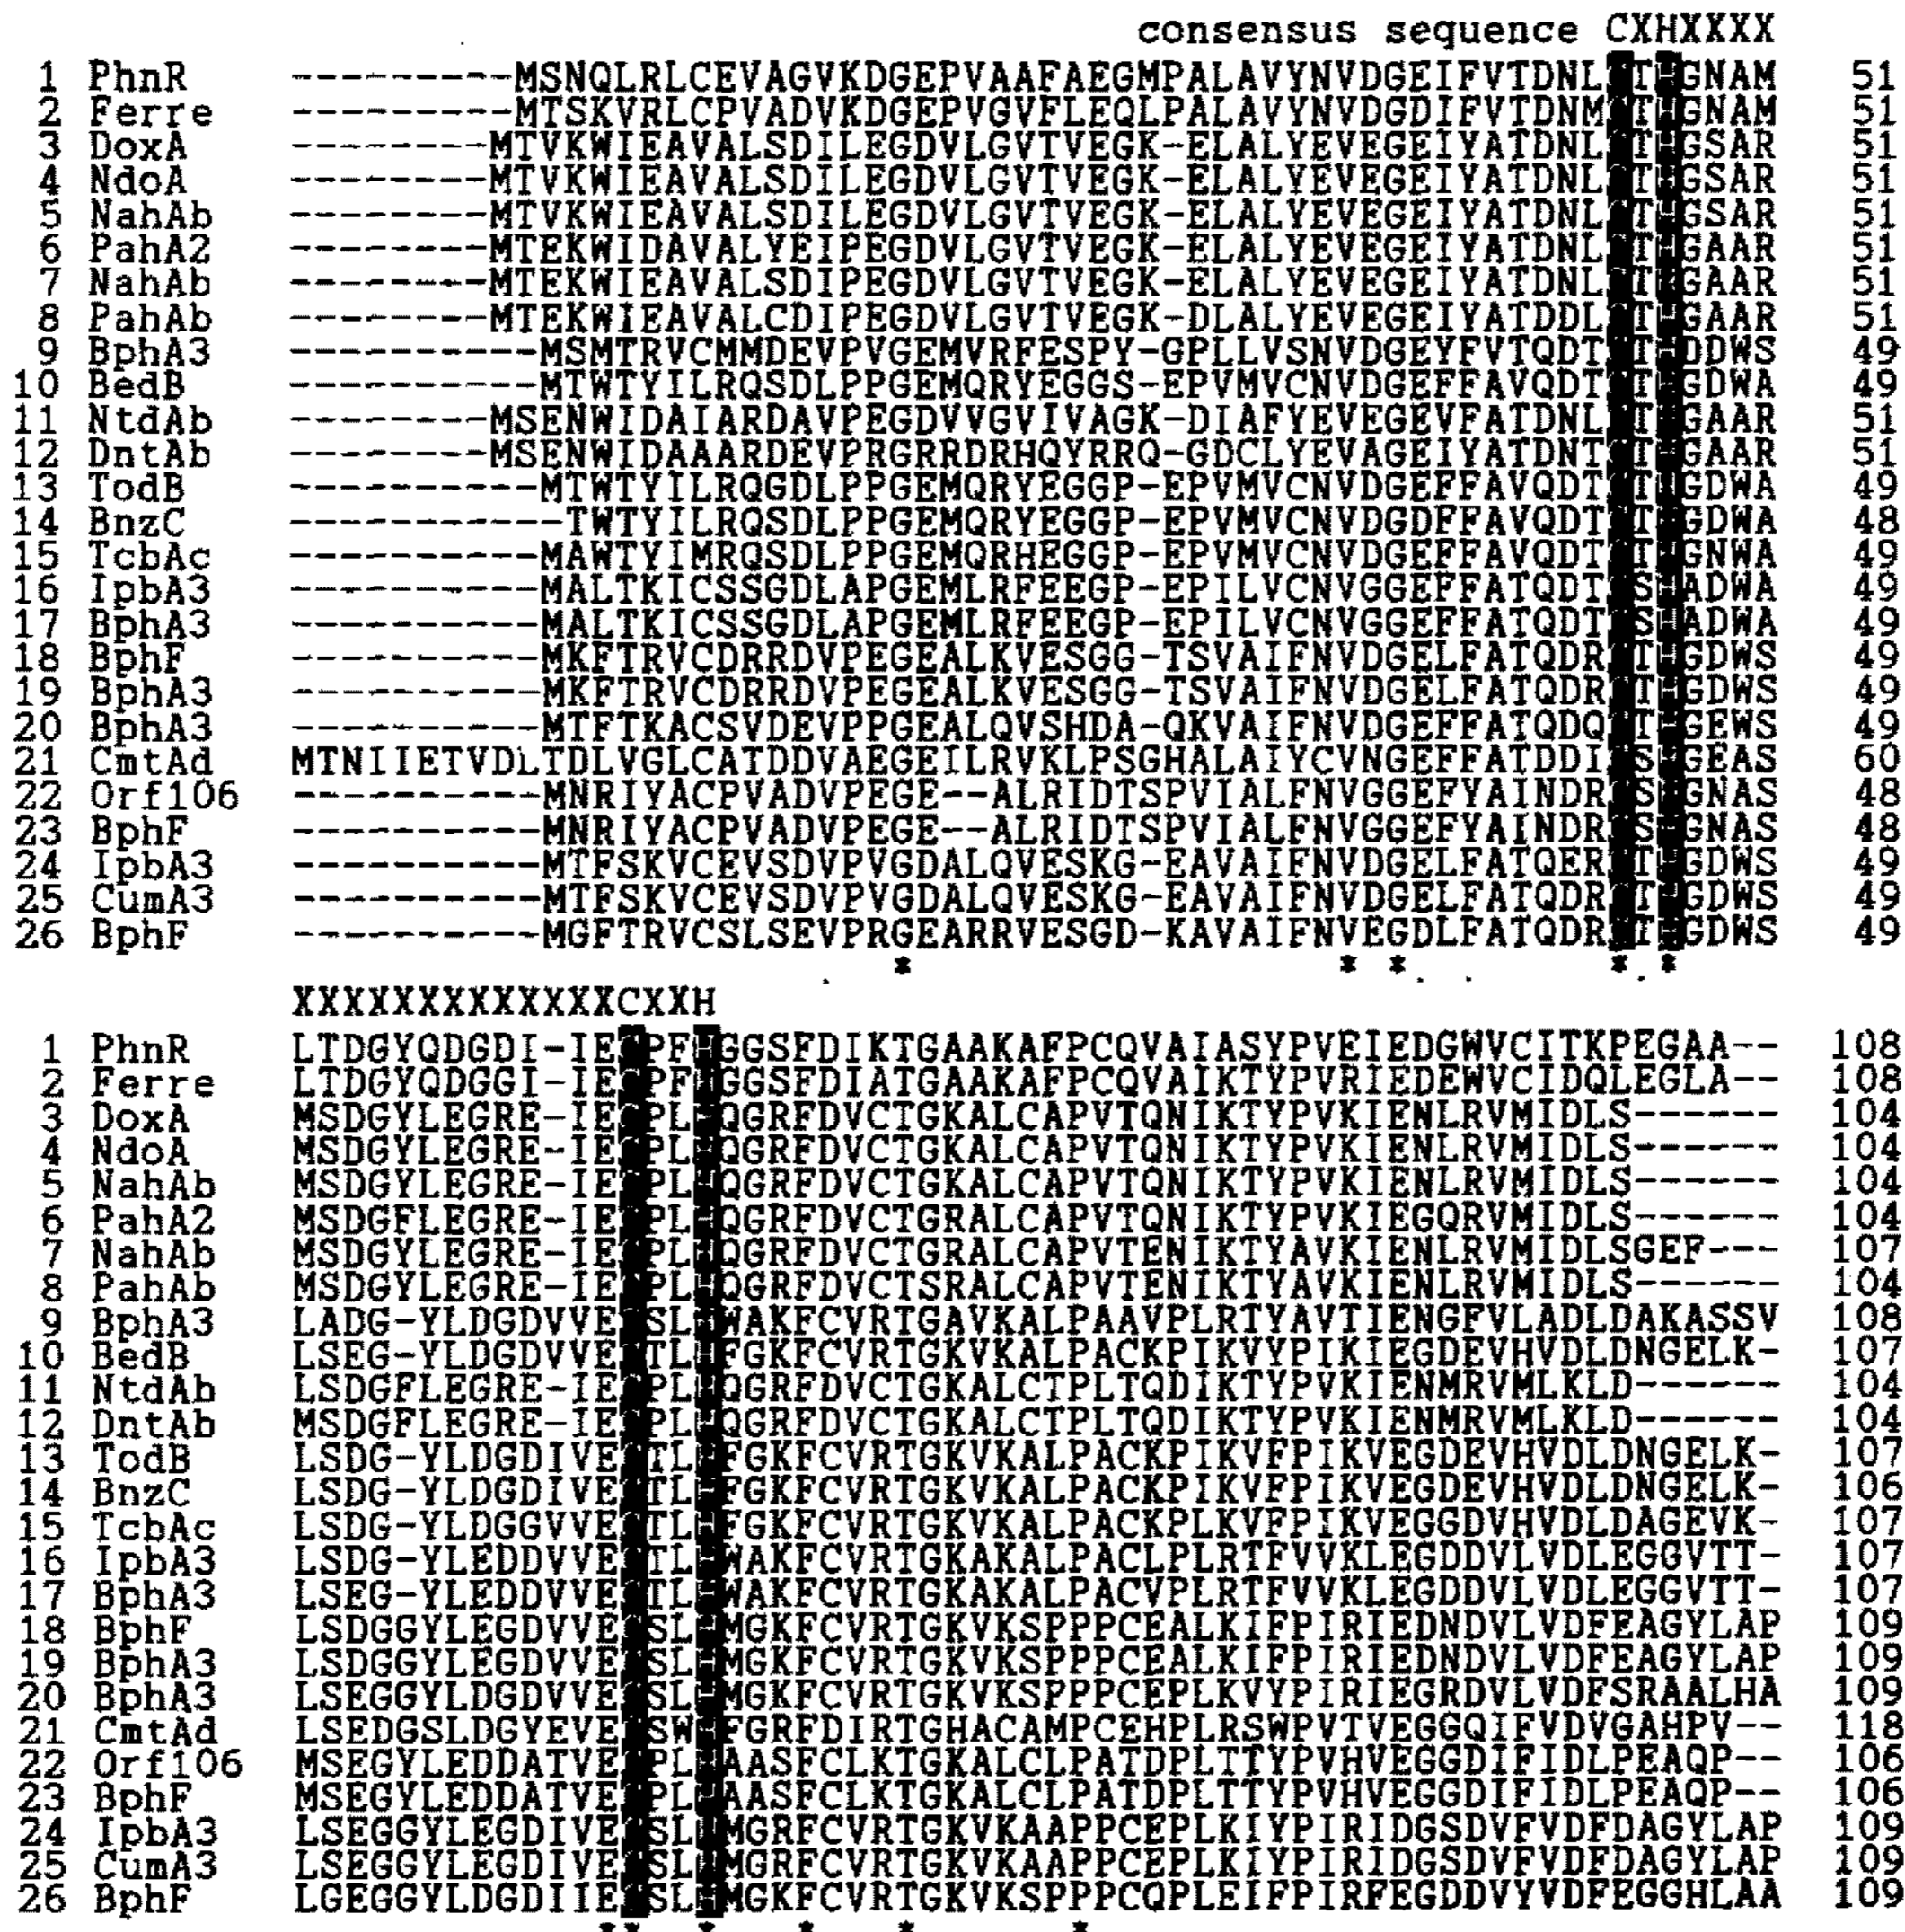 consensus sequence CXHXXXX
1 PhnR ---------MSNQLRLCEVAGVKDGEPVAAFAEGMPALAVYNVDGEIFVTDNLCTHGNAM 51
2 Ferre ---------MTSKVRLCPVADVKDGEPVGVFLEQLPALAVYNVDGDIFVTDNMCTHGNAM 51
3 DoxA --------MTVKWIEAVALSDILEGDVLGVTVEGK-ELALYEVEGEIYATDNLCTHGSAR 51
4 NdoA --------MTVKWIEAVALSDILEGDVLGVTVEGK-ELALYEVEGEIYATDNLCTHGSAR 51
5 NahAb --------MTVKWIEAVALSDILEGDVLGVTVEGK-ELALYEVEGEIYATDNLCTHGSAR 51
6 PahA2 --------MTEKWIDAVALYEIPEGDVLGVTVEGK-ELALYEVEGEIYATDNLCTHGAAR 51
7 NahAb --------MTEKWIEAVALSDIPEGDVLGVTVEGK-ELALYEVEGEIYATDNLCTHGAAR 51
8 PahAb --------MTEKWIEAVALCDIPEGDVLGVTVEGK-DLALYEVEGEIYATDDLCTHGAAR 51
9 BphA3 ----------MSMTRVCMMDEVPVGEMVRFESPY-GPLLVSNVDGEYFVTQDTCTHDDWS 49
10 BedB ----------MTWTYILRQSDLPPGEMQRYEGGS-EPVMVCNVDGEFFAVQDTCTHGDWA 49
11 NtdAb --------MSENWIDAIARDAVPEGDVVGVIVAGK-DIAFYEVEGEVFATDNLCTHGAAR 51
12 DntAb --------MSENWIDAAARDEVPRGRRDRHQYRRQ-GDCLYEVAGEIYATDNTCTHGAAR 51
13 TodB ----------MTWTYILRQGDLPPGEMQRYEGGP-EPVMVCNVDGEFFAVQDTCTHGDWA 49
14 BnzC -----------TWTYILRQSDLPPGEMQRYEGGP-EPVMVCNVDGDFFAVQDTCTHGDWA 48
15 TcbAc ----------MAWTYIMRQSDLPPGEMQRHEGGP-EPVMVCNVDGEFFAVQDTCTHGNWA 49
16 IpbA3 ----------MALTKICSSGDLAPGEMLRFEEGP-EPILVCNVGGEFFATQDTCSHADWA 49
17 BphA3 ----------MALTKICSSGDLAPGEMLRFEEGP-EPILVCNVGGEFFATQDTCSHADWA 49
18 BphF ----------MKFTRVCDRRDVPEGEALKVESGG-TSVAIFNVDGELFATQDRCTHGDWS 49
19 BphA3 ----------MKFTRVCDRRDVPEGEALKVESGG-TSVAIFNVDGELFATQDRCTHGDWS 49
20 BphA3 ----------MTFTKACSVDEVPPGEALQVSHDA-QKVAIFNVDGEFFATQDQCTHGEWS 49
21 CmtAd MTNIIETVDLTDLVGLCATDDVAEGEILRVKLPSGHALAIYCVNGEFFATDDICSHGEAS 60
22 Orf106 ----------MNRIYACPVADVPEGE--ALRIDTSPVIALFNVGGEFYAINDRCSHGNAS 48
23 BphF ----------MNRIYACPVADVPEGE--ALRIDTSPVIALFNVGGEFYAINDRCSHGNAS 48
24 IpbA3 ----------MTFSKVCEVSDVPVGDALQVESKG-EAVAIFNVDGELFATQERCTHGDWS 49
25 CumA3 ----------MTFSKVCEVSDVPVGDALQVESKG-EAVAIFNVDGELFATQDRCTHGDWS 49
26 BphF ----------MGFTRVCSLSEVPRGEARRVESGD-KAVAIFNVEGDLFATQDRCTHGDWS 49
* * * * *
XXXXXXXXXXXXXCXXH
1 PhnR LTDGYQDGDI-IECPFHGGSFDIKTGAAKAFPCQVAIASYPVEIEDGWVCITKPEGAA-- 108
2 Ferre LTDGYQDGGI-IECPFHGGSFDIATGAAKAFPCQVAIKTYPVRIEDEWVCIDQLEGLA-- 108
3 DoxA MSDGYLEGRE-IECPLHQGRFDVCTGKALCAPVTQNIKTYPVKIENLRVMIDLS------ 104
4 NdoA MSDGYLEGRE-IECPLHQGRFDVCTGKALCAPVTQNIKTYPVKIENLRVMIDLS------ 104
5 NahAb MSDGYLEGRE-IECPLHQGRFDVCTGKALCAPVTQNIKTYPVKIENLRVMIDLS------ 104
6 PahA2 MSDGFLEGRE-IECPLHQGRFDVCTGRALCAPVTQNIKTYPVKIEGQRVMIDLS------ 104
7 NahAb MSDGYLEGRE-IECPLHQGRFDVCTGRALCAPVTENIKTYAVKIENLRVMIDLSGEF--- 107
8 PahAb MSDGYLEGRE-IECPLHQGRFDVCTSRALCAPVTENIKTYAVKIENLRVMIDLS------ 104
9 BphA3 LADG-YLDGDVVECSLHWAKFCVRTGAVKALPAAVPLRTYAVTIENGFVLADLDAKASSV 108
10 BedB LSEG-YLDGDVVECTLHFGKFCVRTGKVKALPACKPIKVYPIKIEGDEVHVDLDNGELK- 107
11 NtdAb LSDGFLEGRE-IECPLHQGRFDVCTGKALCTPLTQDIKTYPVKIENMRVMLKLD------ 104
12 DntAb MSDGFLEGRE-IECPLHQGRFDVCTGKALCTPLTQDIKTYPVKIENMRVMLKLD------ 104
13 TodB LSDG-YLDGDIVECTLHFGKFCVRTGKVKALPACKPIKVFPIKVEGDEVHVDLDNGELK- 107
14 BnzC LSDG-YLDGDIVECTLHFGKFCVRTGKVKALPACKPIKVFPIKVEGDEVHVDLDNGELK- 106
15 TcbAc LSDG-YLDGGVVECTLHFGKFCVRTGKVKALPACKPLKVFPIKVEGGDVHVDLDAGEVK- 107
16 IpbA3 LSDG-YLEDDVVECTLHWAKFCVRTGKAKALPACLPLRTFVVKLEGDDVLVDLEGGVTT- 107
17 BphA3 LSEG-YLEDDVVECTLHWAKFCVRTGKAKALPACVPLRTFVVKLEGDDVLVDLEGGVTT- 107
18 BphF LSDGGYLEGDVVECSLHMGKFCVRTGKVKSPPPCEALKIFPIRIEDNDVLVDFEAGYLAP 109
19 BphA3 LSDGGYLEGDVVECSLHMGKFCVRTGKVKSPPPCEALKIFPIRIEDNDVLVDFEAGYLAP 109
20 BphA3 LSEGGYLDGDVVECSLHMGKFCVRTGKVKSPPPCEPLKVYPIRIEGRDVLVDFSRAALHA 109
21 CmtAd LSEDGSLDGYEVECSWHFGRFDIRTGHACAMPCEHPLRSWPVTVEGGQIFVDVGAHPV-- 118
22 Orf106 MSEGYLEDDATVECPLHAASFCLKTGKALCLPATDPLTTYPVHVEGGDIFIDLPEAQP-- 106
23 BphF MSEGYLEDDATVECPLHAASFCLKTGKALCLPATDPLTTYPVHVEGGDIFIDLPEAQP-- 106
24 IpbA3 LSEGGYLEGDIVECSLHMGRFCVRTGKVKAAPPCEPLKIYPIRIDGSDVFVDFDAGYLAP 109
25 CumA3 LSEGGYLEGDIVECSLHMGRFCVRTGKVKAAPPCEPLKIYPIRIDGSDVFVDFDAGYLAP 109
26 BphF LGEGGYLDGDIIECSLHMGKFCVRTGKVKSPPPCQPLEIFPIRFEGDDVYVDFEGGHLAA 109
** * * * *